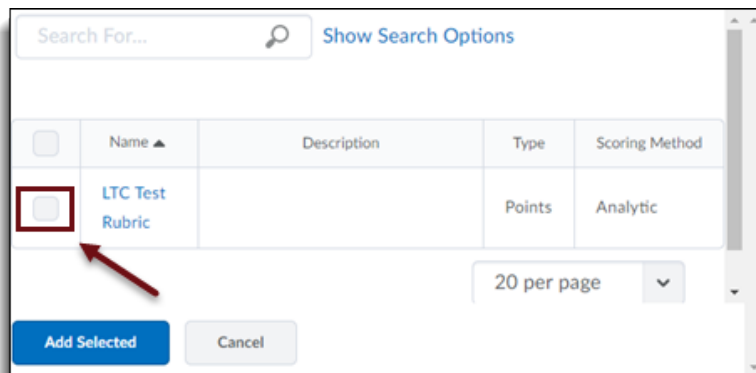 Search For... Show Search Options
Name Description Type Scoring Method
LTC Test
Rubric
Points Analytic
20 per page
Add Selected Cancel